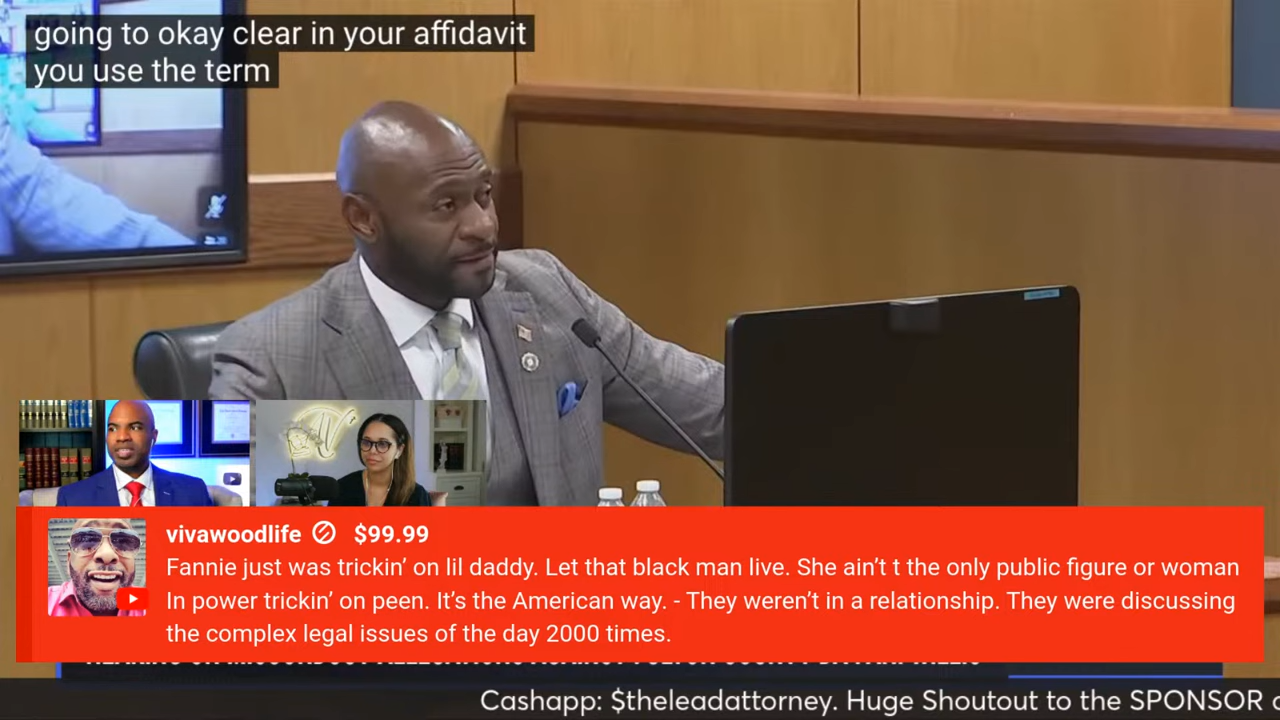 going to okay clear in your affidavit
you use the term
vivawoodlife $99.99
Fannie just was trickin’ on lil daddy. Let that black man live. She ain’t t the only public figure or woman
In power trickin’ on peen. It’s the American way. - They weren’t in a relationship. They were discussing
the complex legal issues of the day 2000 times.
Cashapp: $theleadattorney. Huge Shoutout to the SPONSOR